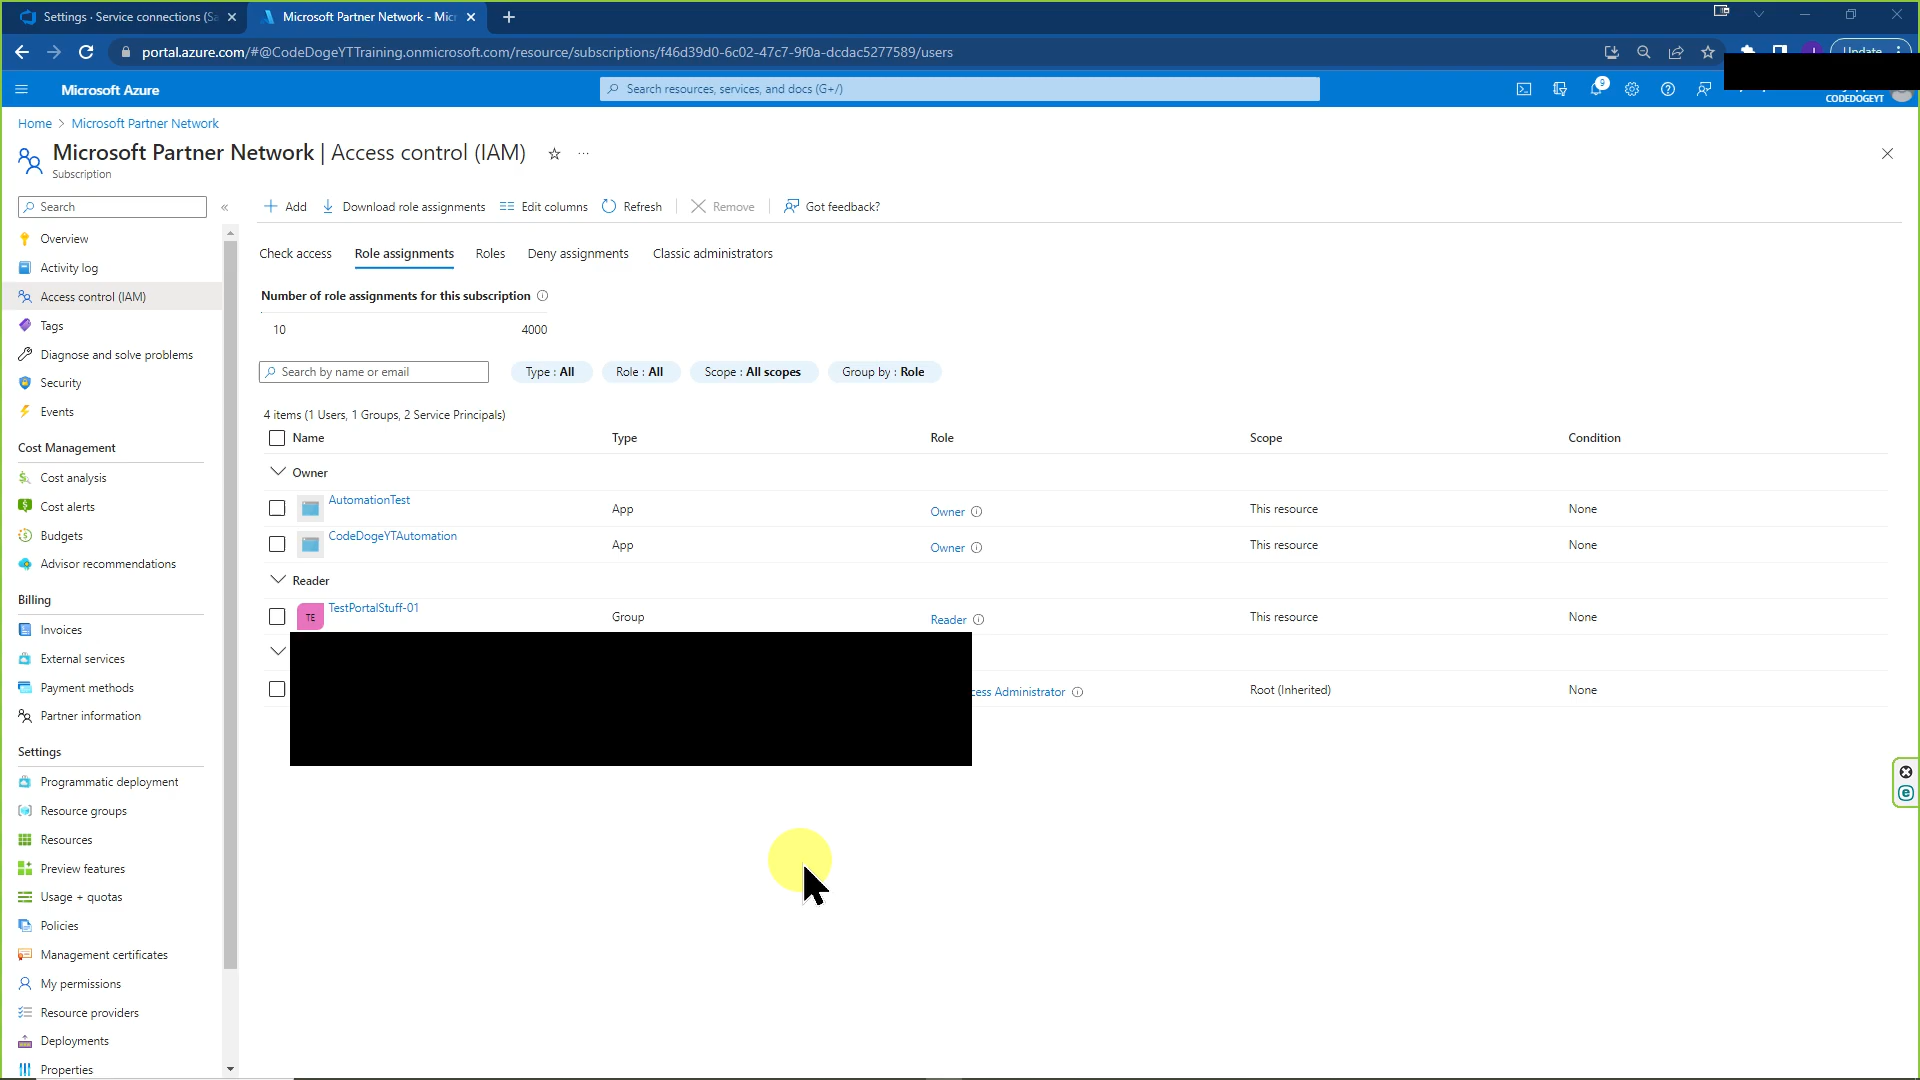 Settings · Service connections (Sa
Microsoft Partner Network - Micr
portal.azure.com/#@CodeDogeYTTraining.onmicrosoft.com/resource/subscriptions/f46d39d0-6c02-47c7-9f0a-dcdac5277589/users
Update
Microsoft Azure
Search resources, services, and docs (G+/)
9
CODEDOGEYT
Home > Microsoft Partner Network
Microsoft Partner Network | Access control (IAM)
Subscription
Search
Add
Download role assignments
Edit columns
Refresh
Remove
Got feedback?
Overview
Activity log
Access control (IAM)
Tags
Diagnose and solve problems
Security
Events
Cost Management
Cost analysis
Cost alerts
Budgets
Advisor recommendations
Billing
Invoices
External services
Payment methods
Partner information
Settings
Programmatic deployment
Resource groups
Resources
Preview features
Usage + quotas
Policies
Management certificates
My permissions
Resource providers
Deployments
Properties
Check access
Role assignments
Roles
Deny assignments
Classic administrators
Number of role assignments for this subscription
10 4000
Search by name or email
Type : All
Role : All
Scope : All scopes
Group by : Role
4 items (1 Users, 1 Groups, 2 Service Principals)
Name Type Role Scope Condition
Owner
AutomationTest App Owner This resource None
CodeDogeYTAutomation App Owner This resource None
Reader
TE TestPortalStuff-01 Group Reader This resource None
Administrator Root (Inherited) None